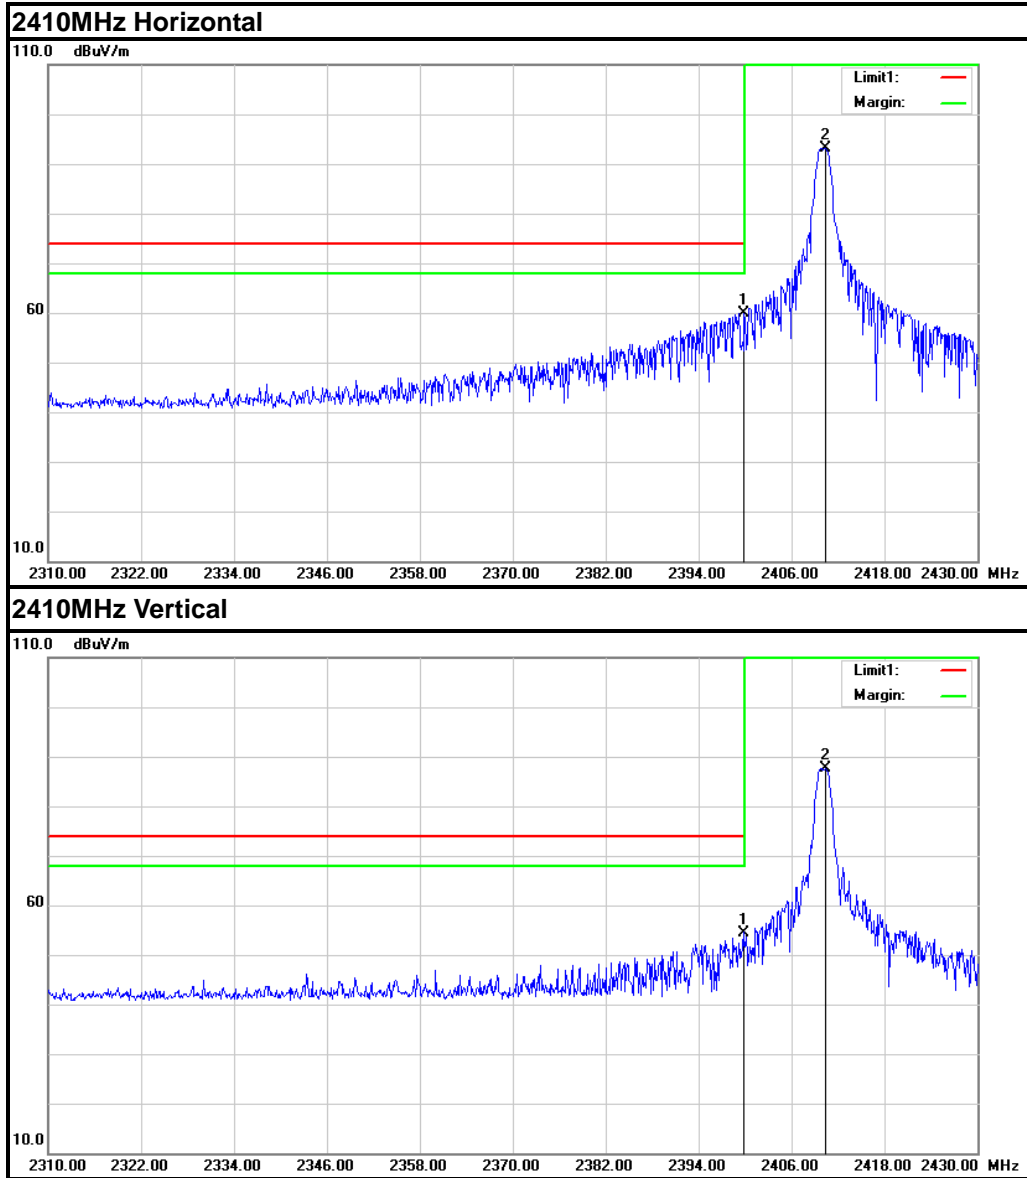 2410MHz Horizontal
110.0 dBuV/m
Limit1:
Margin:
2
1
60
10.0
2310.00 2322.00 2334.00 2346.00 2358.00 2370.00 2382.00 2394.00 2406.00 2418.00 2430.00 MHz
2410MHz Vertical
110.0 dBuV/m
Limit1:
Margin:
2
1
60
10.0
2310.00 2322.00 2334.00 2346.00 2358.00 2370.00 2382.00 2394.00 2406.00 2418.00 2430.00 MHz